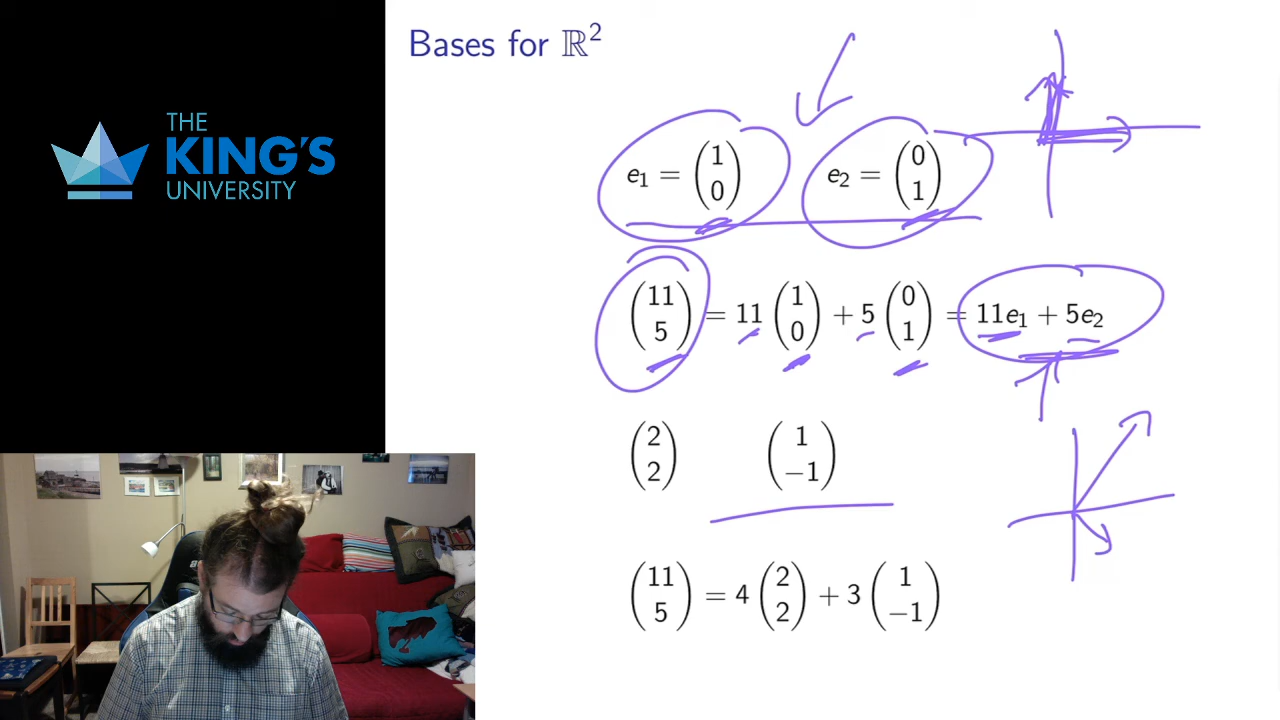 THE
KING'S
UNIVERSITY
Bases for ℝ²
e₁ = (1 0) e₂ = (0 1)
(11 5) = 11 (1 0) + 5 (0 1) = 11e₁ + 5e₂
(2 2) (1 −1)
(11 5) = 4 (2 2) + 3 (1 −1)